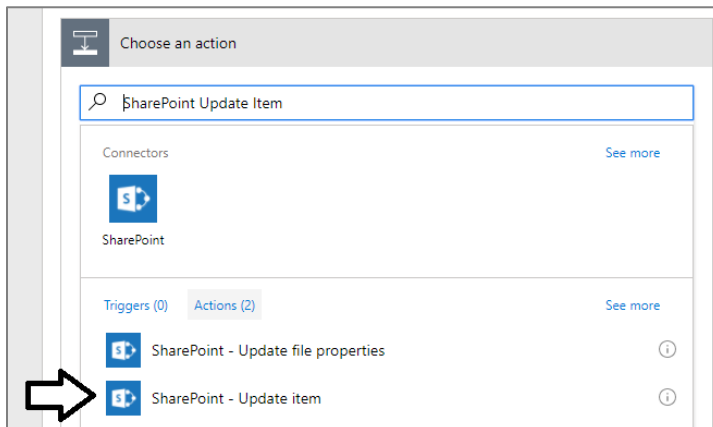 Choose an action
SharePoint Update Item
Connectors See more
S
SharePoint
Triggers (0) Actions (2) See more
S SharePoint - Update file properties i
S SharePoint - Update item i